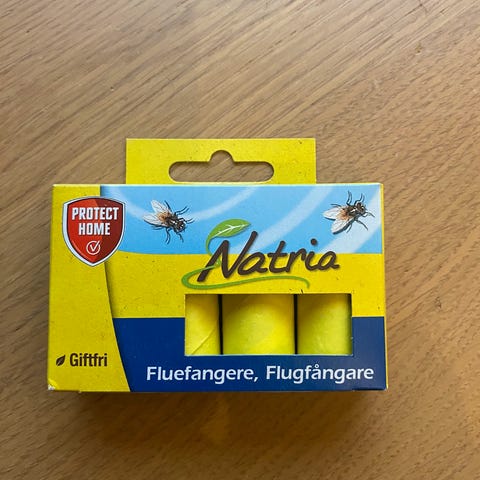 PROTECT
HOME
Natria
Giftfri
Fluefangere, Flugfångare